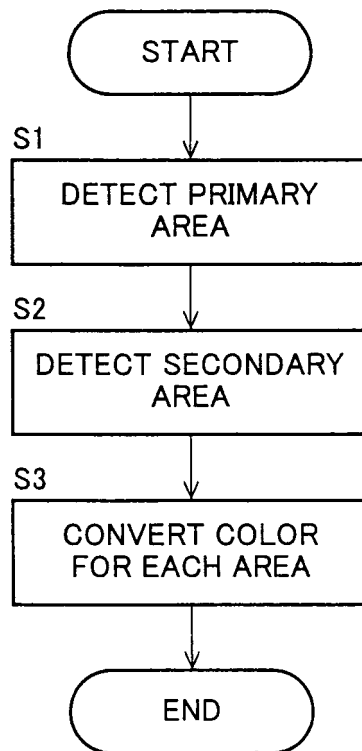 START
S1
DETECT PRIMARY
AREA
S2
DETECT SECONDARY
AREA
S3
CONVERT COLOR
FOR EACH AREA
END